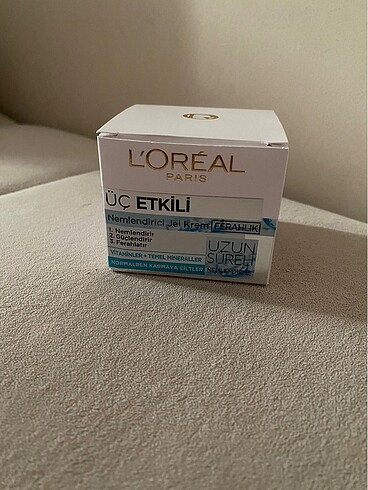 L'ORÉAL
PARIS
ÜÇ ETKİLİ
Nemlendirici Jel Krem FERAHLIK
1. Nemlendirir
2. Güçlendirir
3. Ferahlatır
UZUN
SÜRELİ
VİTAMİNLER + TEMEL MİNERALLER
NORMALDEN KARMAYA CİLTLER